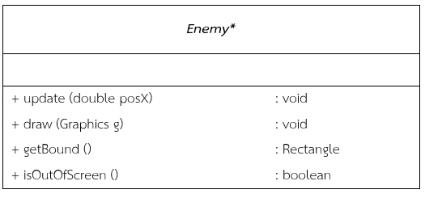 Enemy*
+ update (double posX) : void
+ draw (Graphics g) : void
+ getBound () : Rectangle
+ isOutOfScreen () : boolean